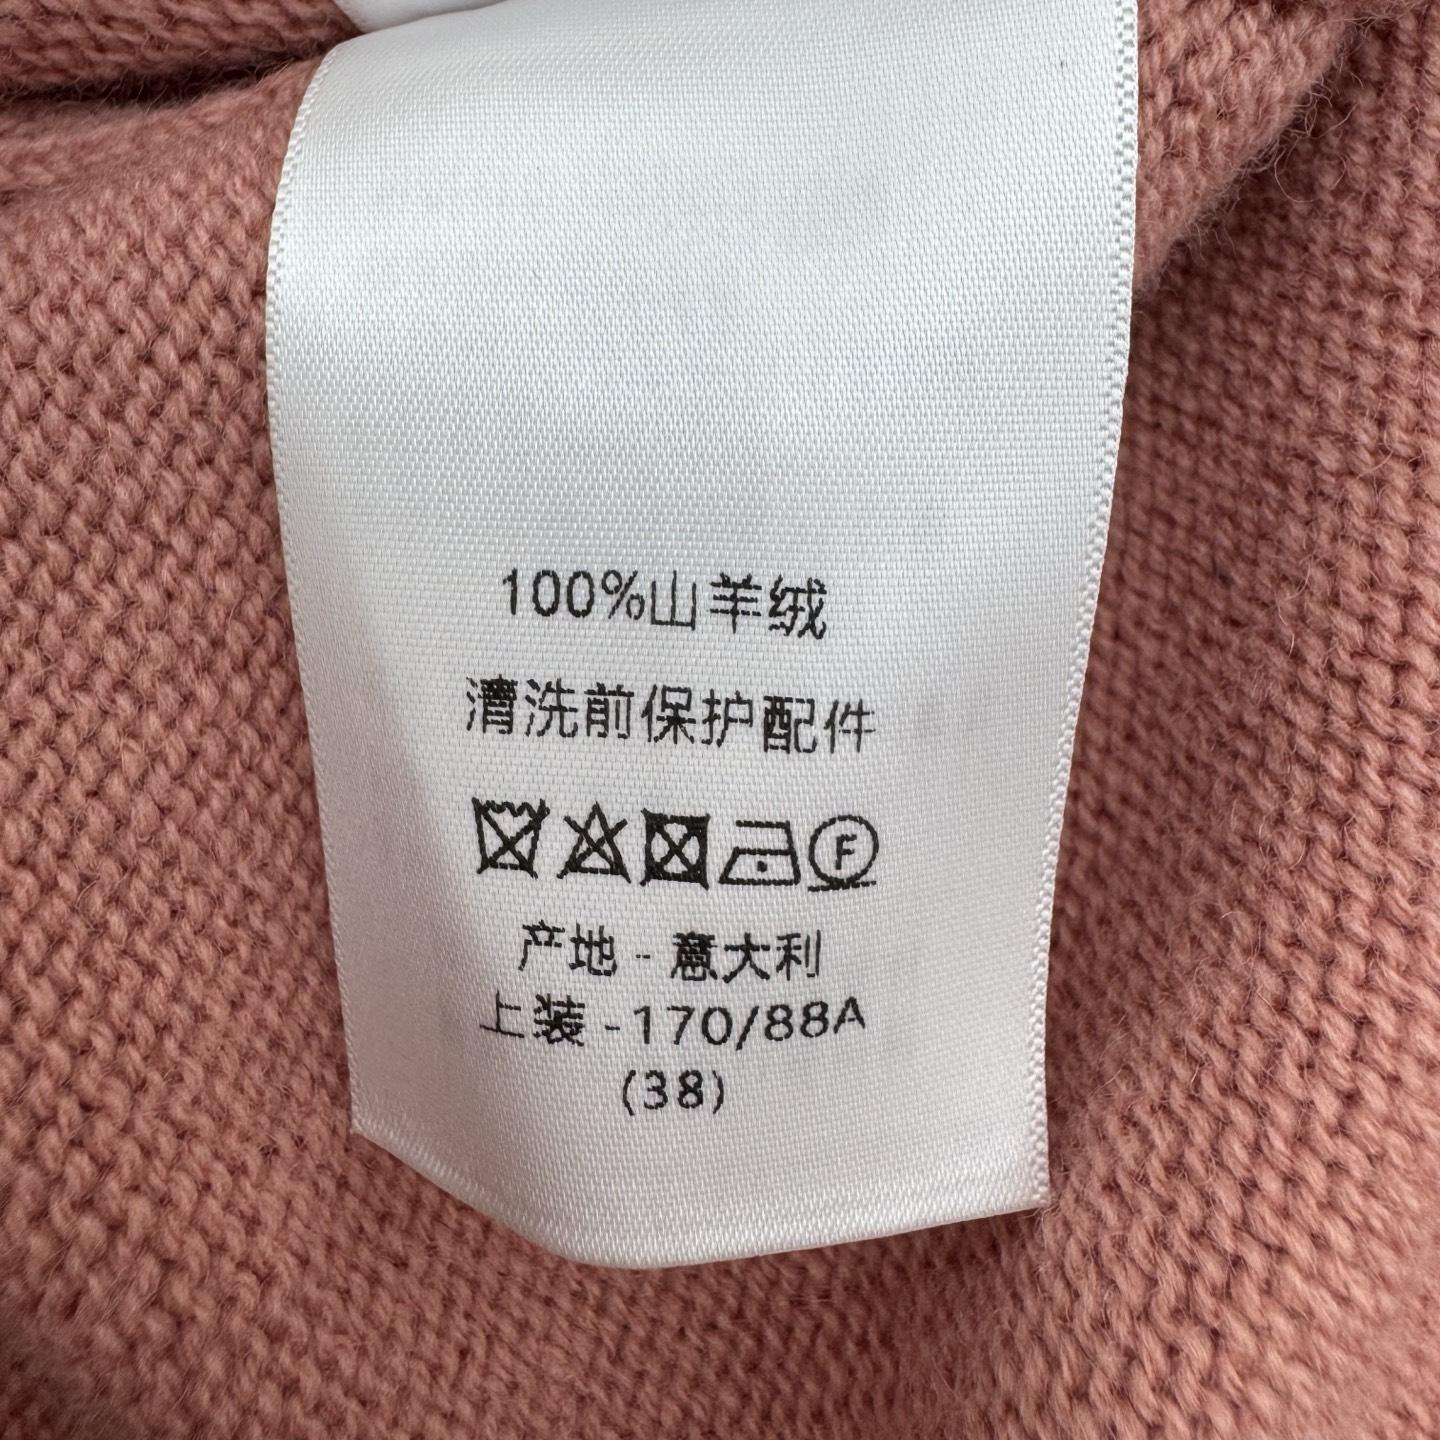 100%山羊绒
清洗前保护配件
F
产地 - 意大利
上装 -170/88A
(38)